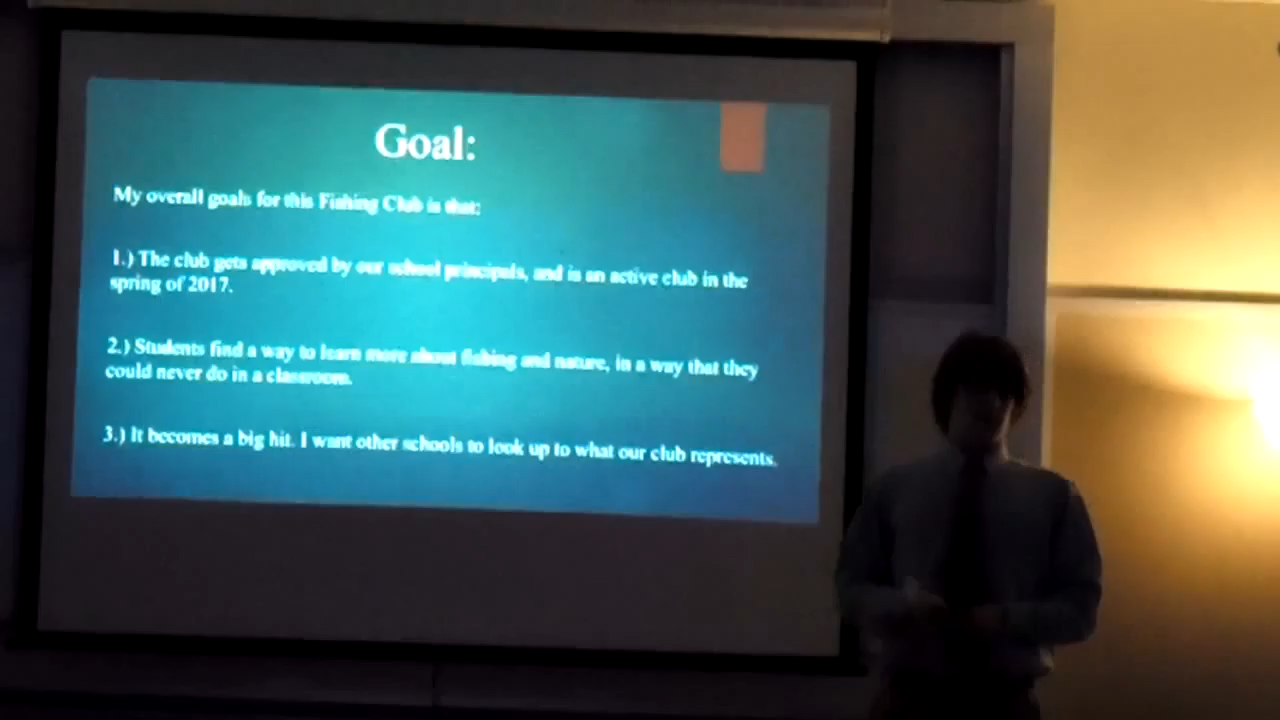 Goal:
My overall goals for this Fishing Club is that:
1.) The club gets approved by our school principals, and is an active club in the
spring of 2017.
2.) Students find a way to learn more about fishing and nature, in a way that they
could never do in a classroom.
3.) It becomes a big hit. I want other schools to look up to what our club represents.